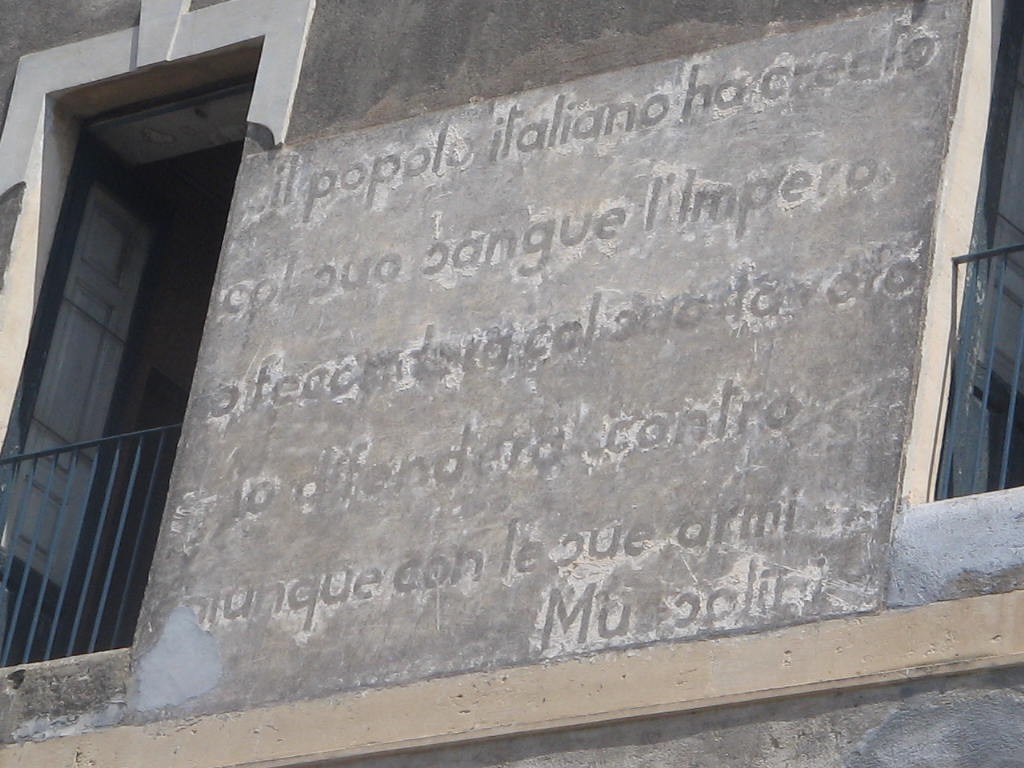 il popolo italiano ha creato
col suo sangue l'Impero.
o feconderà col suo lavoro
lo difenderà contro
chiunque con le sue armi
Mussolini